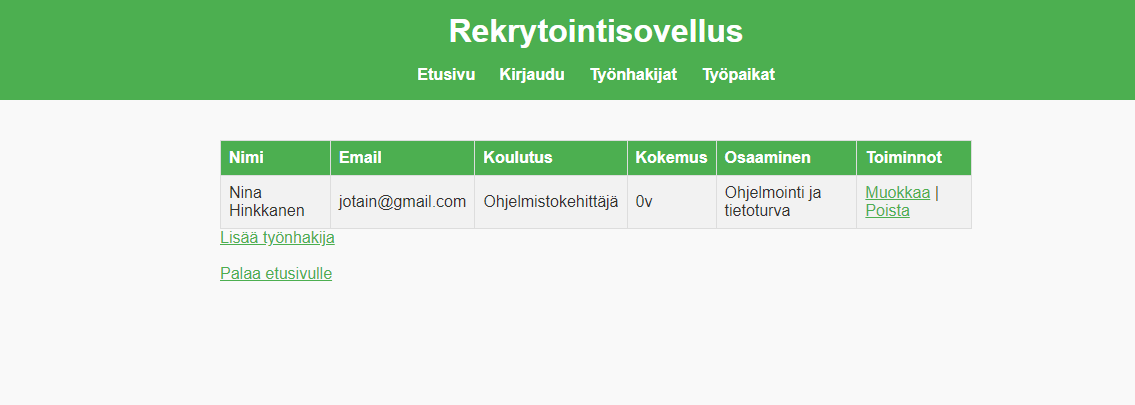 Rekrytointisovellus
Etusivu Kirjaudu Työnhakijat Työpaikat
Nimi Email Koulutus Kokemus Osaaminen Toiminnot
Nina Hinkkanen jotain@gmail.com Ohjelmistokehittäjä 0v Ohjelmointi ja tietoturva Muokkaa | Poista
Lisää työnhakija
Palaa etusivulle